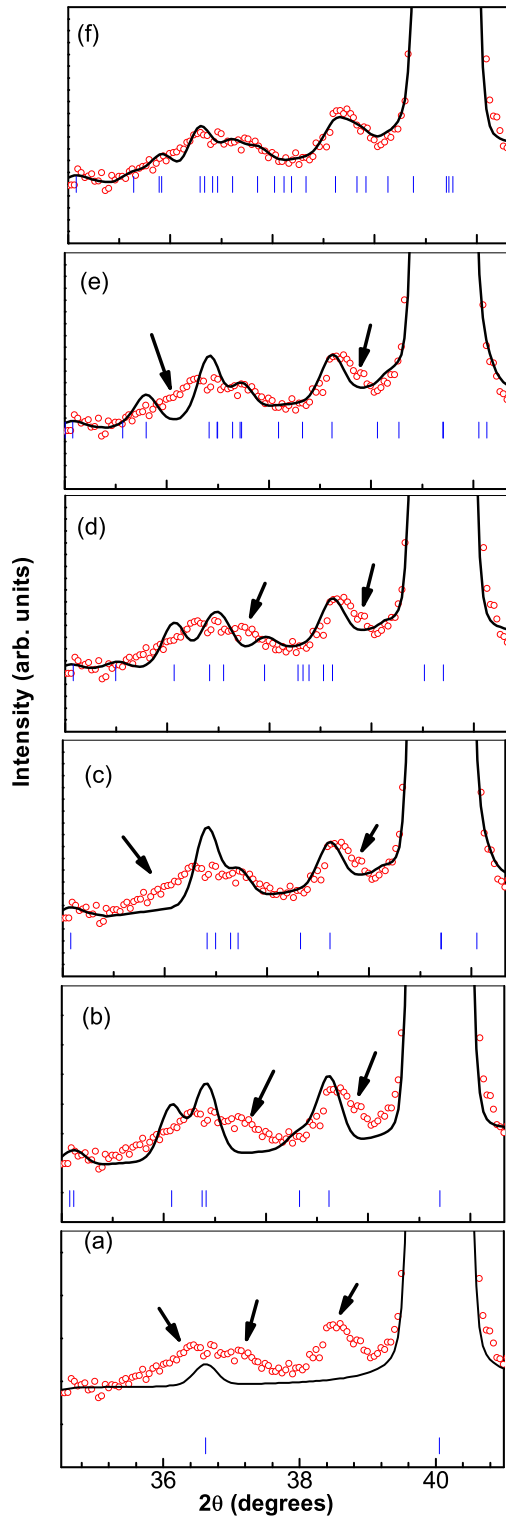 (f)
(e)
(d)
Intensity (arb. units)
(c)
(b)
(a)
36 38 40
2θ (degrees)